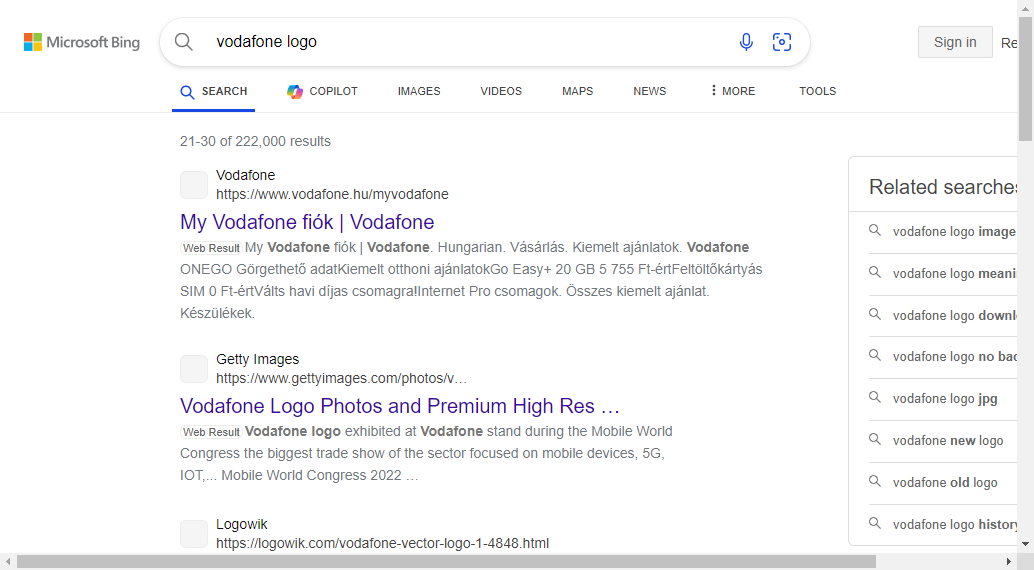 Microsoft Bing
vodafone logo
Sign in
Re
SEARCH
COPILOT
IMAGES
VIDEOS
MAPS
NEWS
MORE
TOOLS
21-30 of 222,000 results
Vodafone
https://www.vodafone.hu/myvodafone
My Vodafone fiók | Vodafone
Web Result My Vodafone fiók | Vodafone. Hungarian. Vásárlás. Kiemelt ajánlatok. Vodafone
ONEGO Görgethető adatKiemelt otthoni ajánlatokGo Easy+ 20 GB 5 755 Ft-értFeltöltőkártyás
SIM 0 Ft-értVálts havi díjas csomagra!Internet Pro csomagok. Összes kiemelt ajánlat.
Készülékek.
Getty Images
https://www.gettyimages.com/photos/v…
Vodafone Logo Photos and Premium High Res …
Web Result Vodafone logo exhibited at Vodafone stand during the Mobile World
Congress the biggest trade show of the sector focused on mobile devices, 5G,
IOT,... Mobile World Congress 2022 …
Logowik
https://logowik.com/vodafone-vector-logo-1-4848.html
Related searches
vodafone logo image
vodafone logo meani
vodafone logo downl
vodafone logo no bac
vodafone logo jpg
vodafone new logo
vodafone old logo
vodafone logo history